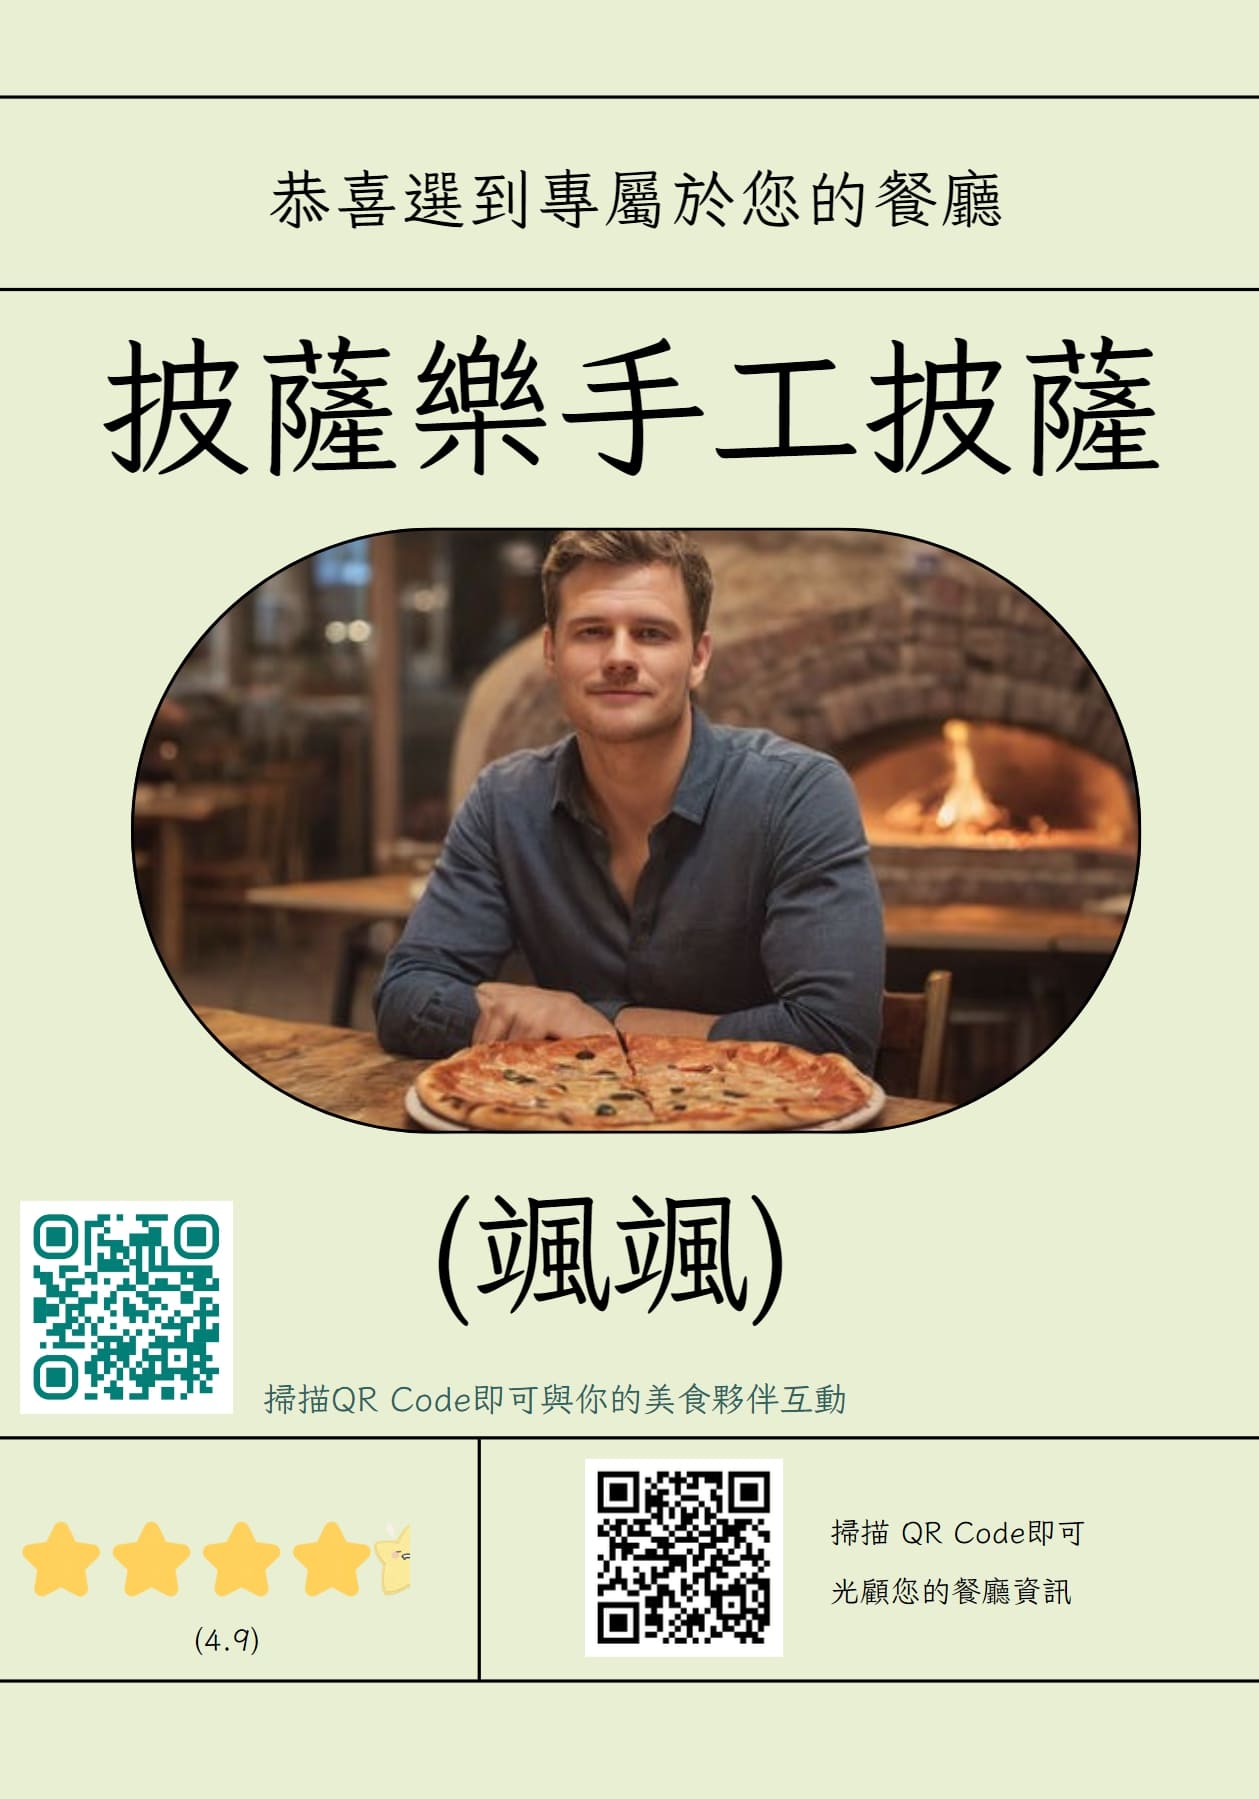 恭喜選到專屬於您的餐廳
披薩樂手工披薩
(颯颯)
掃描QR Code即可與你的美食夥伴互動
(4.9)
掃描 QR Code即可
光顧您的餐廳資訊